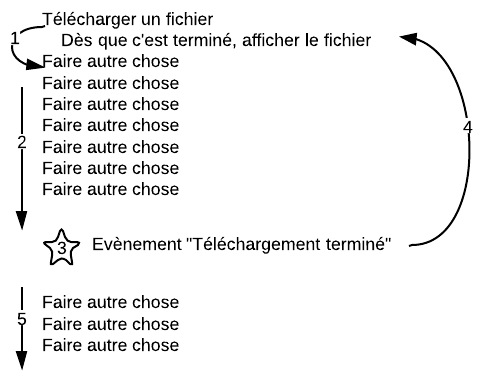 Télécharger un fichier
1
Dès que c'est terminé, afficher le fichier
Faire autre chose
Faire autre chose
Faire autre chose
Faire autre chose
2
Faire autre chose
Faire autre chose
Faire autre chose
4
3 Evènement "Téléchargement terminé"
Faire autre chose
5 Faire autre chose
Faire autre chose